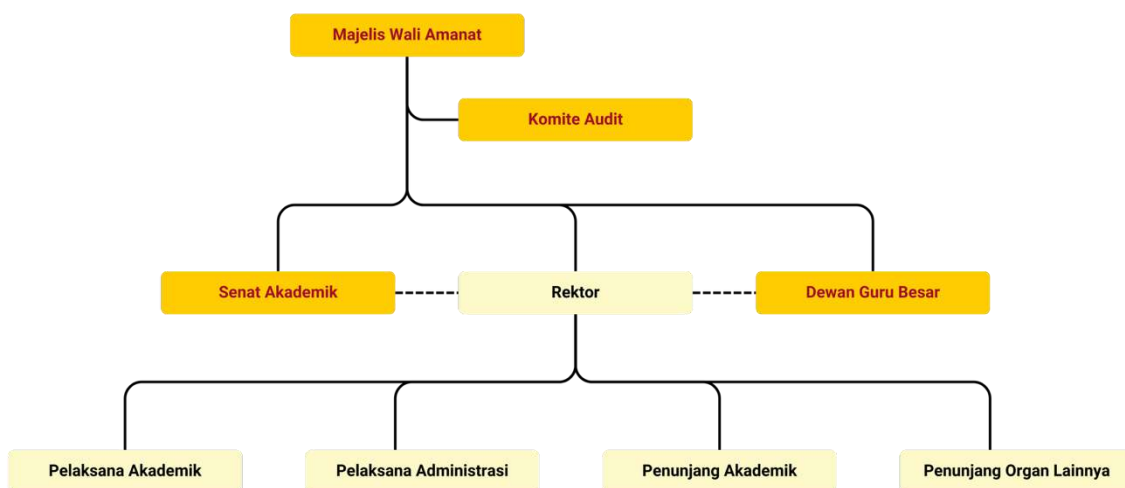 Majelis Wali Amanat
Komite Audit
Senat Akademik
Rektor
Dewan Guru Besar
Pelaksana Akademik
Pelaksana Administrasi
Penunjang Akademik
Penunjang Organ Lainnya